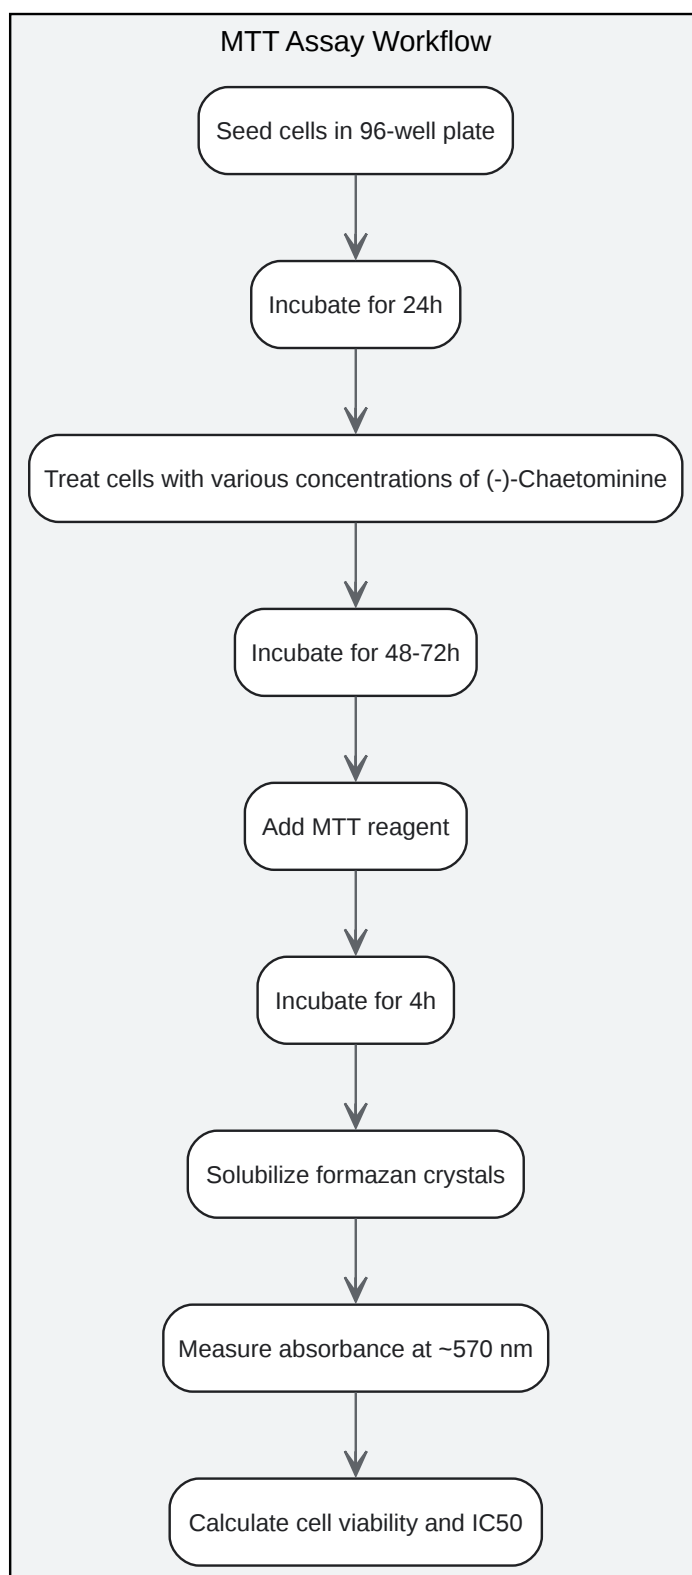 MTT Assay Workflow
Seed cells in 96-well plate
Incubate for 24h
Treat cells with various concentrations of (-)-Chaetominine
Incubate for 48-72h
Add MTT reagent
Incubate for 4h
Solubilize formazan crystals
Measure absorbance at ~570 nm
Calculate cell viability and IC50